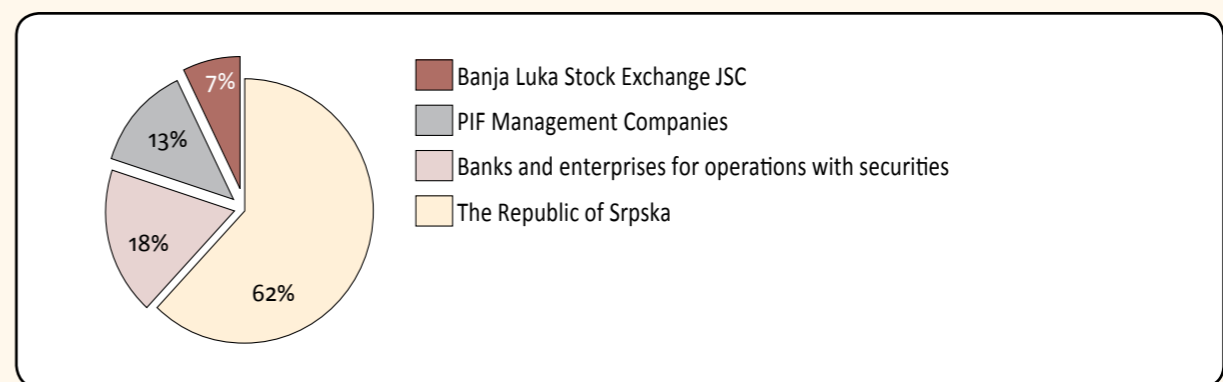 7%
Banja Luka Stock Exchange JSC
13%
PIF Management Companies
18%
Banks and enterprises for operations with securities
62%
The Republic of Srpska